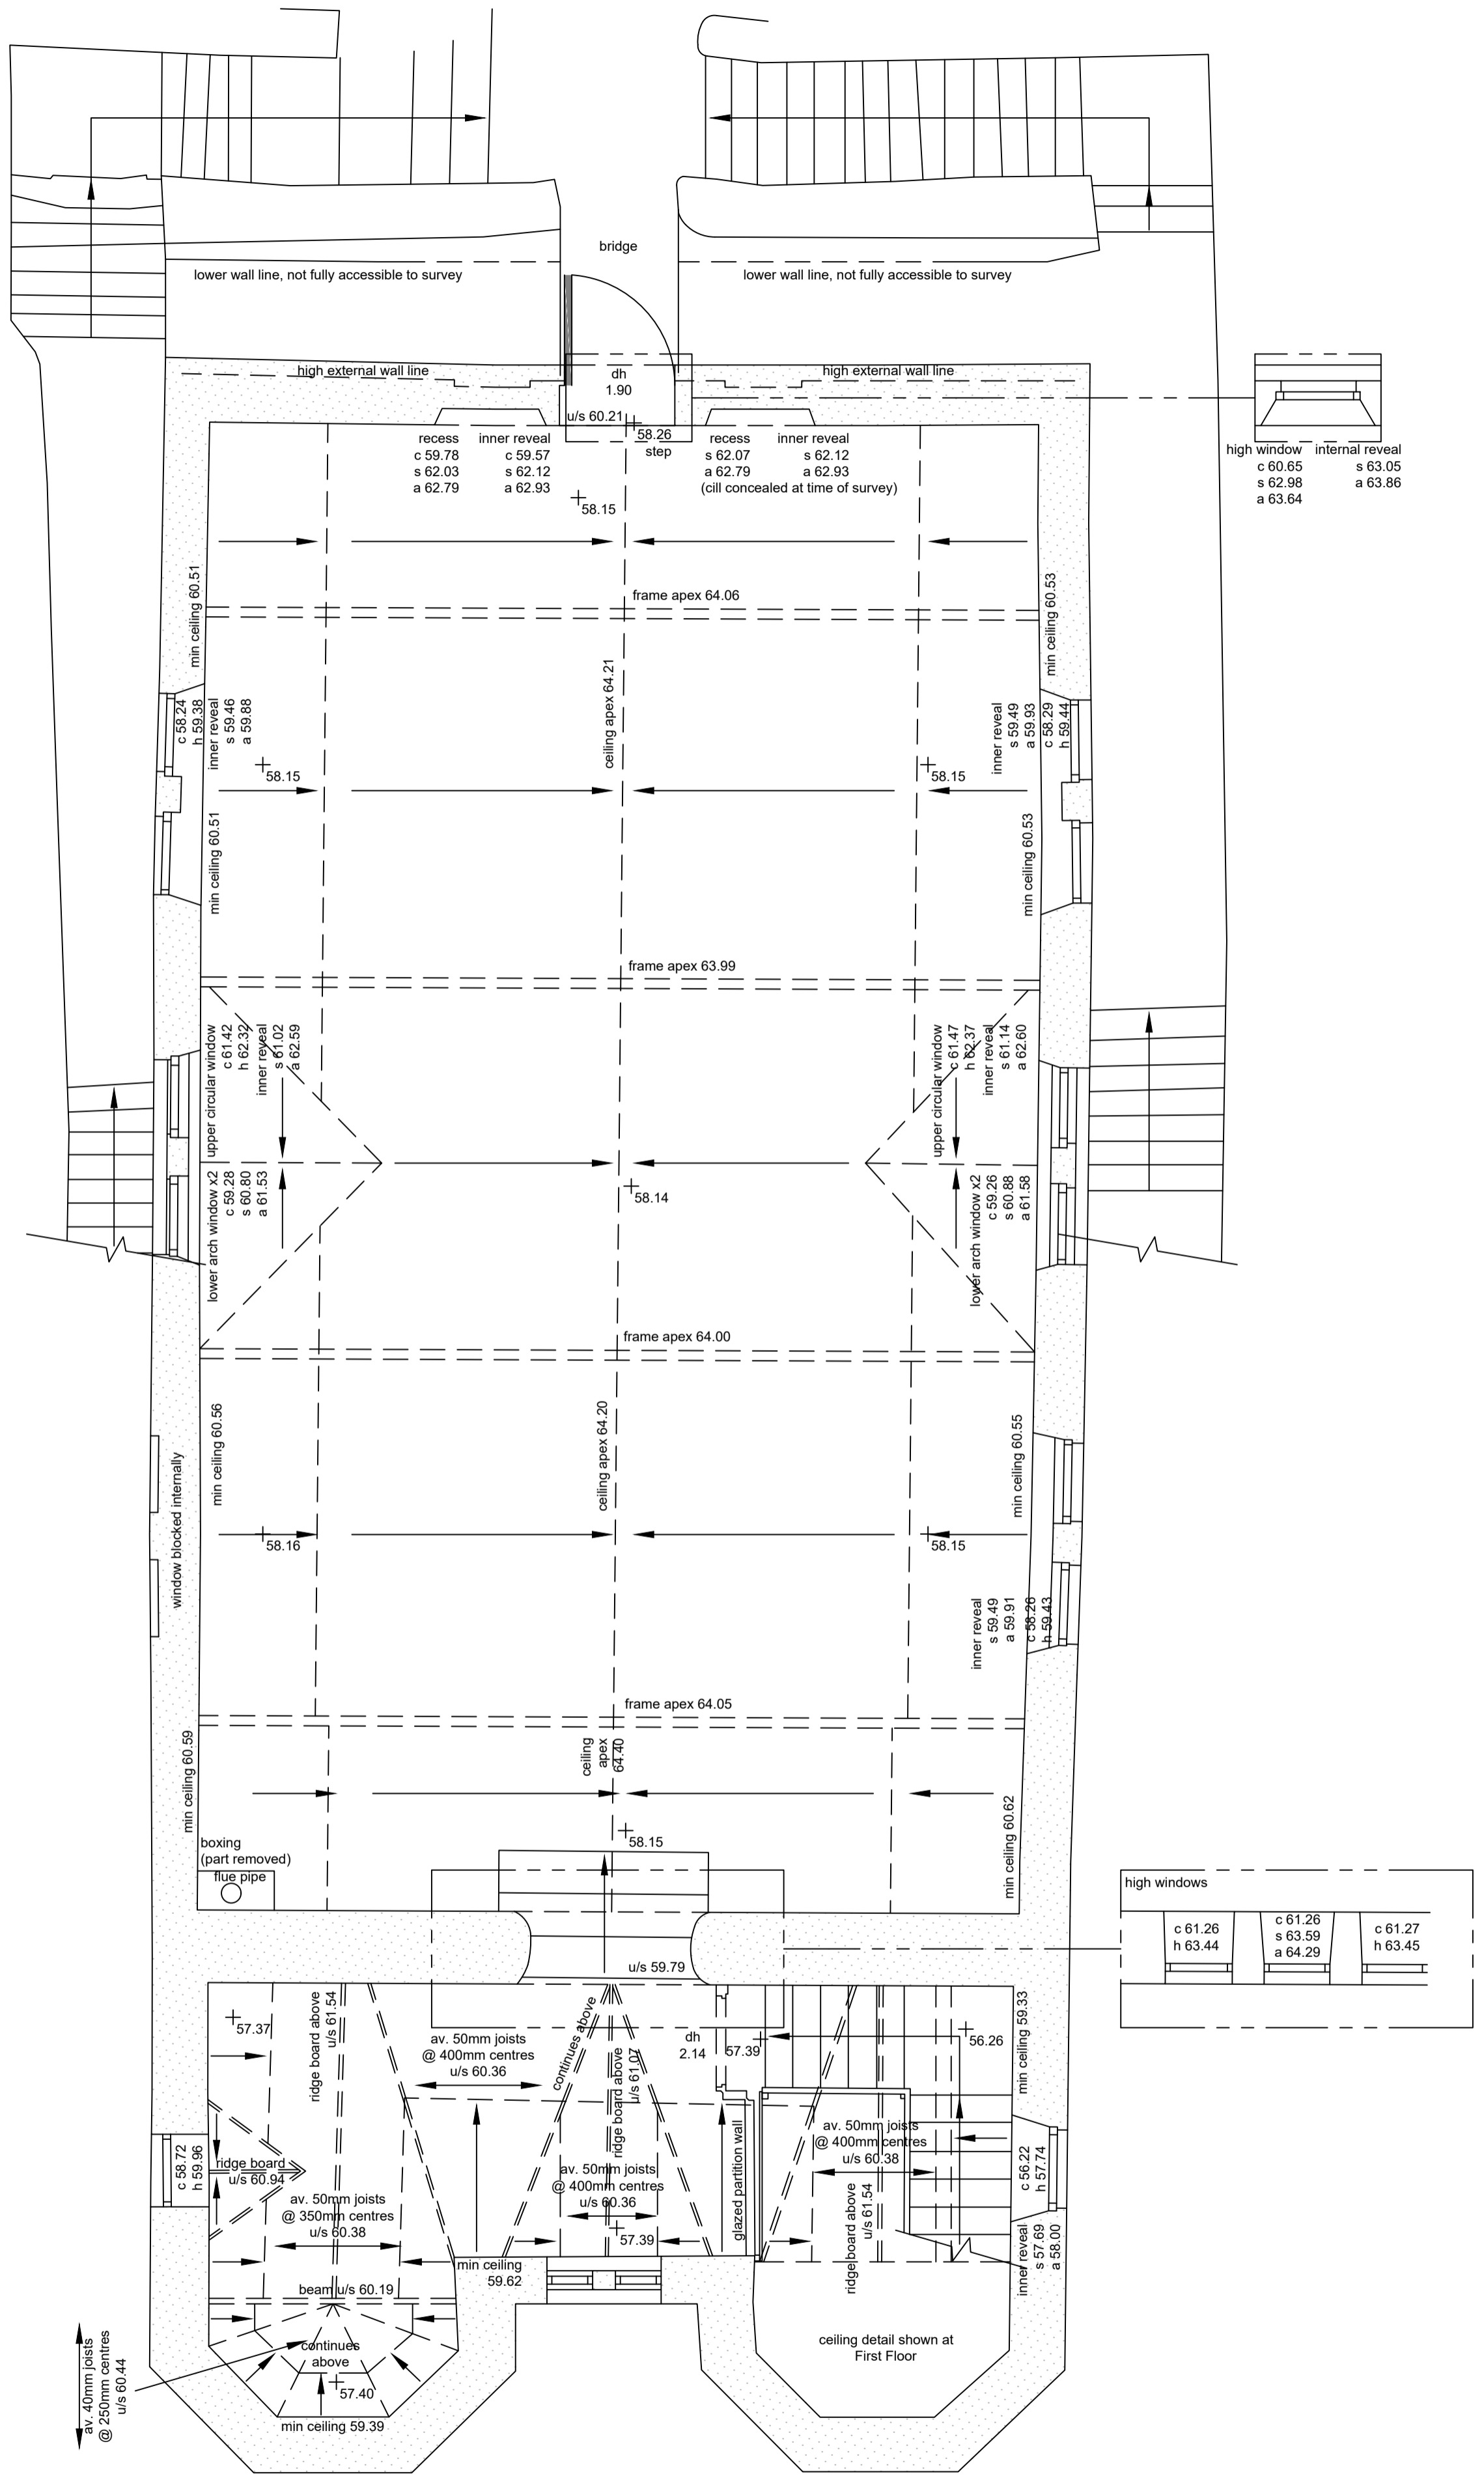 bridge
lower wall line, not fully accessible to survey
lower wall line, not fully accessible to survey
high external wall line
dh
1.90
high external wall line
u/s 60.21
58.26
step
recess
c 59.78
s 62.03
a 62.79
inner reveal
c 59.57
s 62.12
a 62.93
recess
s 62.07
a 62.79
inner reveal
s 62.12
a 62.93
(cill concealed at time of survey)
high window
c 60.65
s 62.98
a 63.64
internal reveal
s 63.05
a 63.86
58.15
min ceiling 60.51
frame apex 64.06
min ceiling 60.53
c 58.24
h 59.38
inner reveal
s 59.46
a 59.88
ceiling apex 64.21
inner reveal
s 59.49
a 59.93
c 58.29
h 59.44
58.15
58.15
min ceiling 60.51
min ceiling 60.53
frame apex 63.99
upper circular window
c 61.42
h 62.32
inner reveal
s 61.02
a 62.59
upper circular window
c 61.47
h 62.37
inner reveal
s 61.14
a 62.60
lower arch window x2
c 59.28
s 60.80
a 61.53
58.14
lower arch window x2
c 59.26
s 60.88
a 61.58
frame apex 64.00
window blocked internally
min ceiling 60.56
ceiling apex 64.20
min ceiling 60.55
58.16
58.15
inner reveal
s 59.49
a 59.91
c 58.26
h 59.43
frame apex 64.05
min ceiling 60.59
ceiling
apex
64.40
min ceiling 60.62
58.15
boxing
(part removed)
flue pipe
high windows
c 61.26
h 63.44
c 61.26
s 63.59
a 64.29
c 61.27
h 63.45
u/s 59.79
57.37
ridge board above
u/s 61.54
av. 50mm joists
@ 400mm centres
u/s 60.36
continues above
ridge board above
u/s 61.07
dh
2.14
57.39
56.26
min ceiling 59.33
c 58.72
h 59.96
ridge board
u/s 60.94
av. 50mm joists
@ 350mm centres
u/s 60.38
av. 50mm joists
@ 400mm centres
u/s 60.36
57.39
glazed partition wall
av. 50mm joists
@ 400mm centres
u/s 60.38
ridgeboard above
u/s 61.54
c 56.22
h 57.74
inner reveal
s 57.69
a 58.00
min ceiling
59.62
beam u/s 60.19
continues
above
57.40
min ceiling 59.39
av. 40mm joists
@ 250mm centres
u/s 60.44
ceiling detail shown at
First Floor